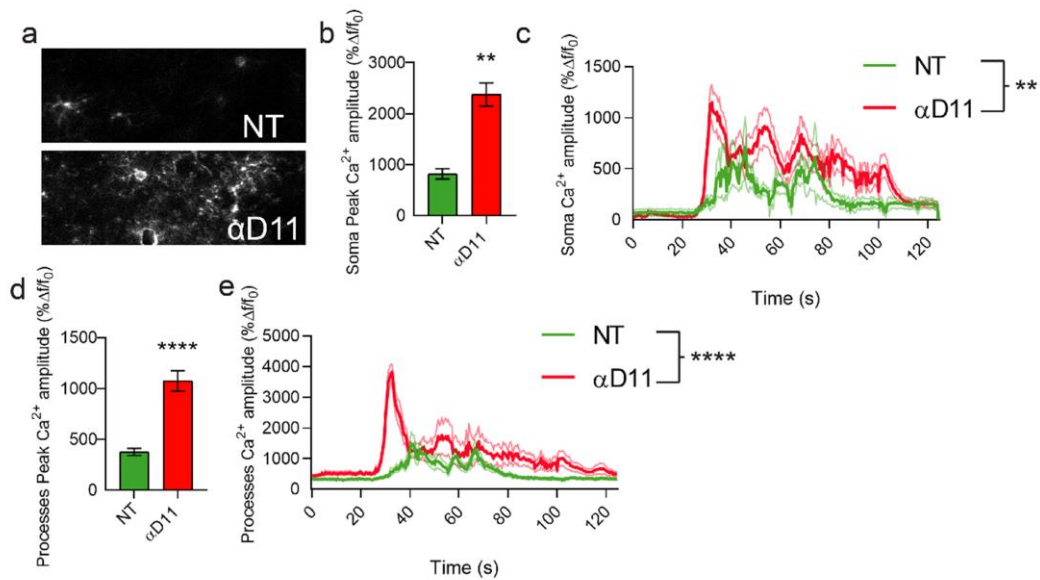 a
NT
αD11
b
Soma Peak Ca²⁺ amplitude (%Δf/f₀)
3000
2000
1000
0
**
NT
αD11
c
Soma Ca²⁺ amplitude (%Δf/f₀)
1500
1000
500
0
0
20
40
60
80
100
120
Time (s)
NT
αD11
**
d
Processes Peak Ca²⁺ amplitude (%Δf/f₀)
1500
1000
500
0
****
NT
αD11
e
Processes Ca²⁺ amplitude (%Δf/f₀)
5000
4000
3000
2000
1000
0
0
20
40
60
80
100
120
Time (s)
NT
αD11
****